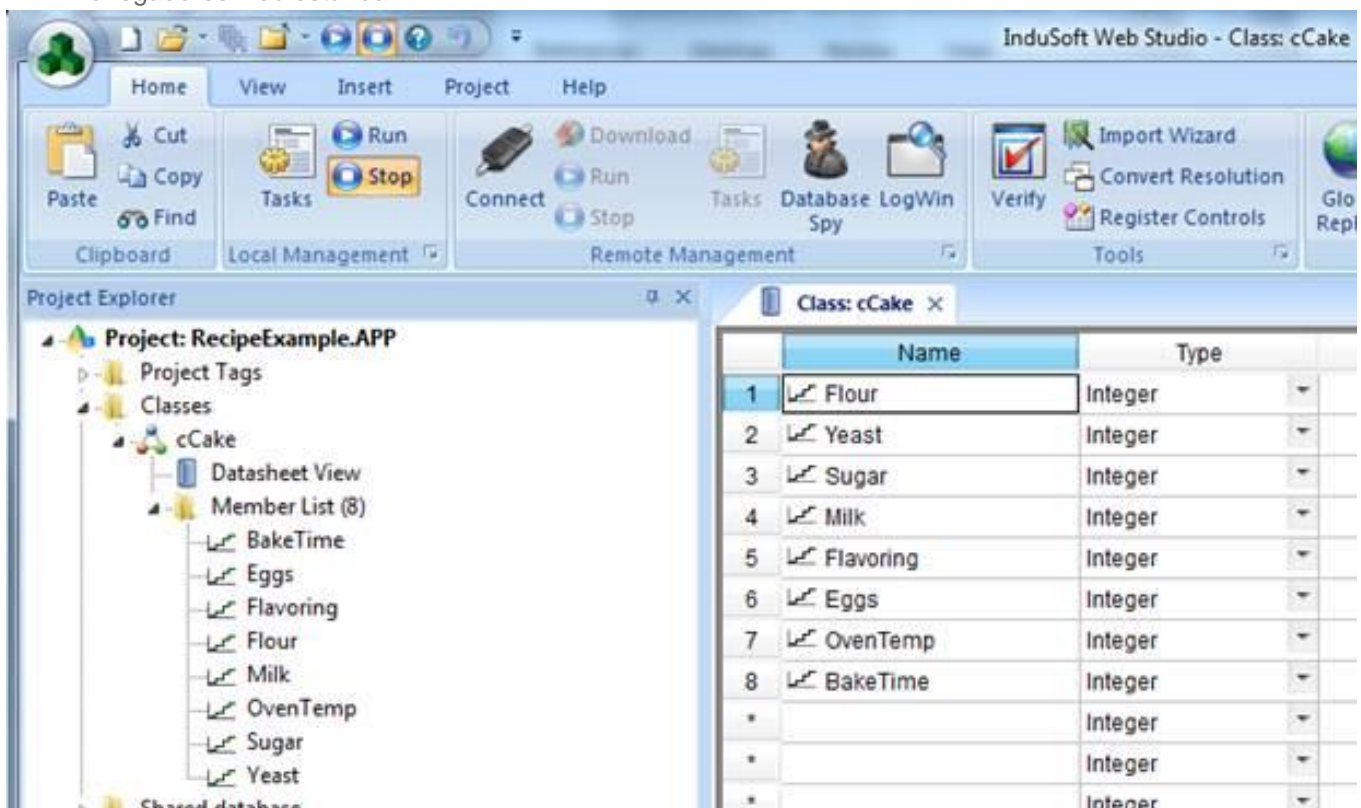 InduSoft Web Studio - Class: cCake
Home View Insert Project Help
Paste
Cut
Copy
Find
Clipboard
Tasks
Run
Stop
Local Management
Connect
Download
Run
Stop
Tasks
Database Spy
LogWin
Remote Management
Verify
Import Wizard
Convert Resolution
Register Controls
Tools
Project Explorer
Project: RecipeExample.APP
Project Tags
Classes
cCake
Datasheet View
Member List (8)
BakeTime
Eggs
Flavoring
Flour
Milk
OvenTemp
Sugar
Yeast
Shared database
Class: cCake
Name Type
1 Flour Integer
2 Yeast Integer
3 Sugar Integer
4 Milk Integer
5 Flavoring Integer
6 Eggs Integer
7 OvenTemp Integer
8 BakeTime Integer
* Integer
* Integer
* Integer